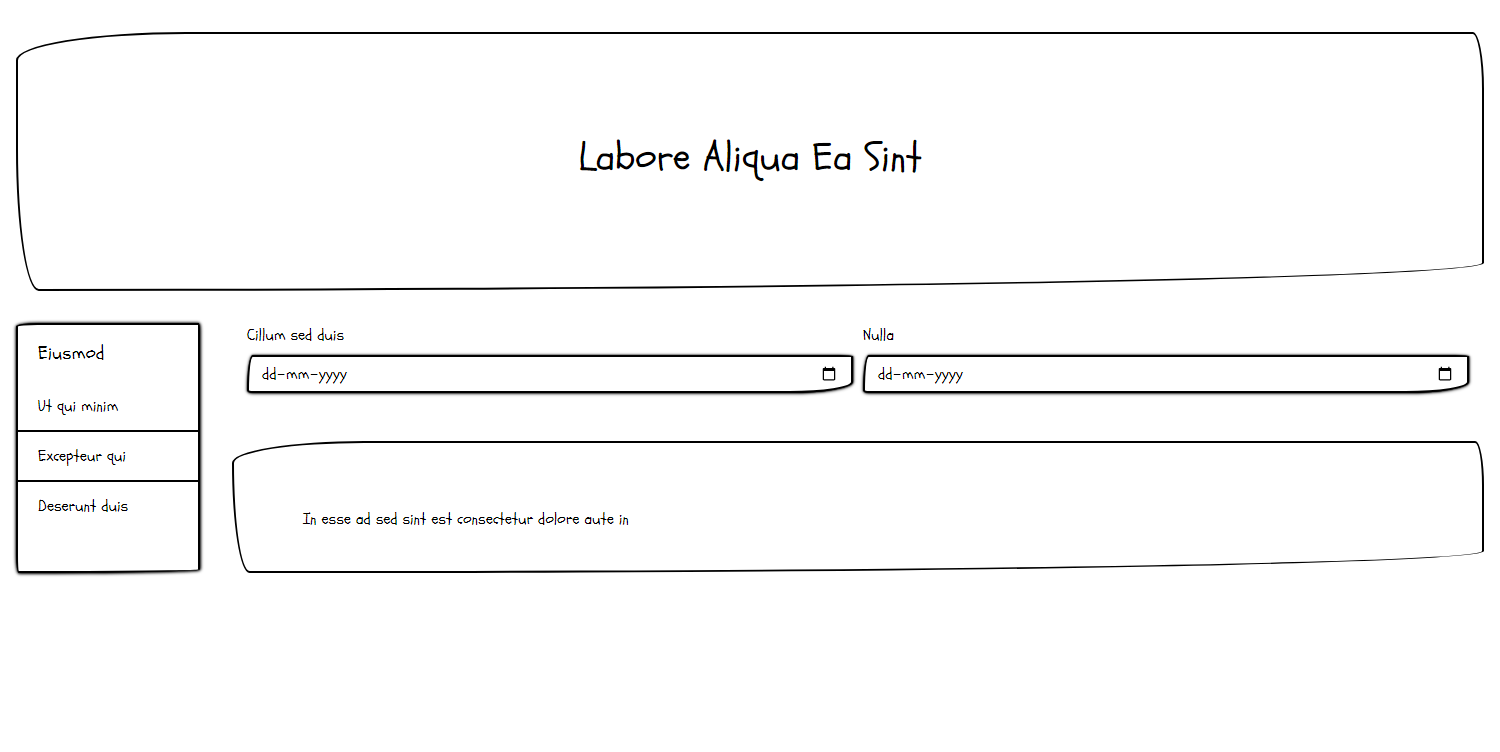 Labore Aliqua Ea Sint
Eiusmod
Ut qui minim
Excepteur qui
Deserunt duis
Cillum sed duis
dd-mm-yyyy
Nulla
dd-mm-yyyy
In esse ad sed sint est consectetur dolore aute in